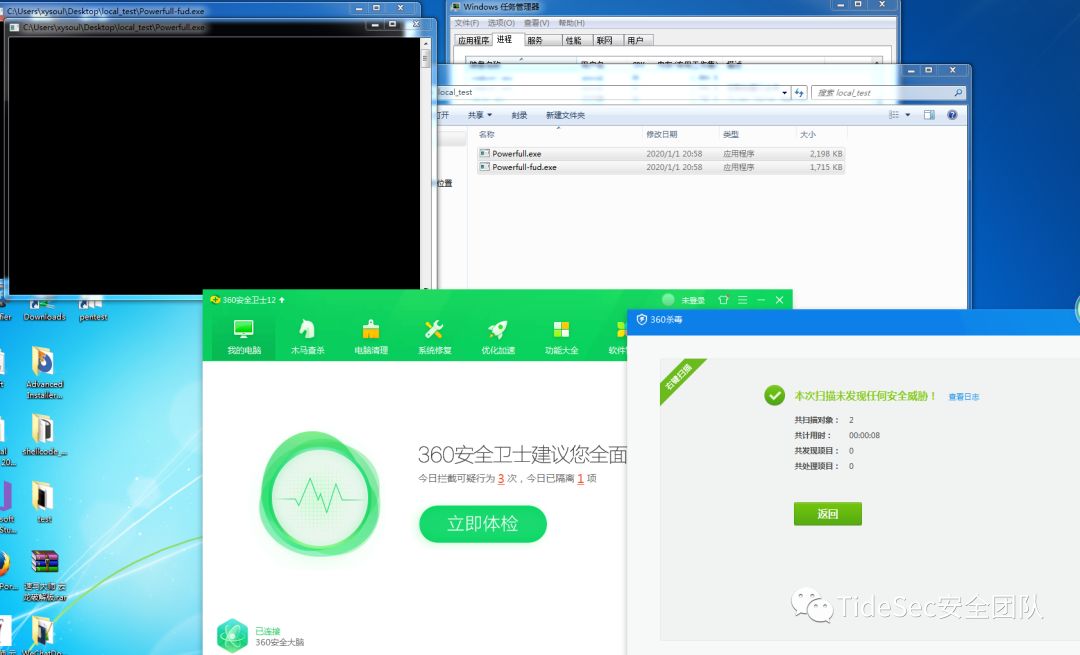 C:\Users\xysoul\Desktop\local_test\Powerfull-fud.exe
C:\Users\xysoul\Desktop\local_test\Powerfull.exe
Windows 任务管理器
文件(F) 选项(O) 查看(V) 帮助(H)
应用程序 进程 服务 性能 联网 用户
local_test
搜索 local_test
打开 共享 刻录 新建文件夹
名称 修改日期 类型 大小
Powerfull.exe 2020/1/1 20:58 应用程序 2,198 KB
Powerfull-fud.exe 2020/1/1 20:58 应用程序 1,715 KB
位置
Downloads
pentest
Advanced
Installer...
shellcode_...
test
360安全卫士12
未登录
我的电脑 木马查杀 电脑清理 系统修复 优化加速 功能大全
360安全卫士建议您全面
今日拦截可疑行为 3 次，今日已隔离 1 项
立即体检
已连接
360安全大脑
360杀毒
右键扫描
本次扫描未发现任何安全威胁！ 查看日志
共扫描对象： 2
共计用时： 00:00:08
共发现项目： 0
共处理项目： 0
返回
TideSec安全团队